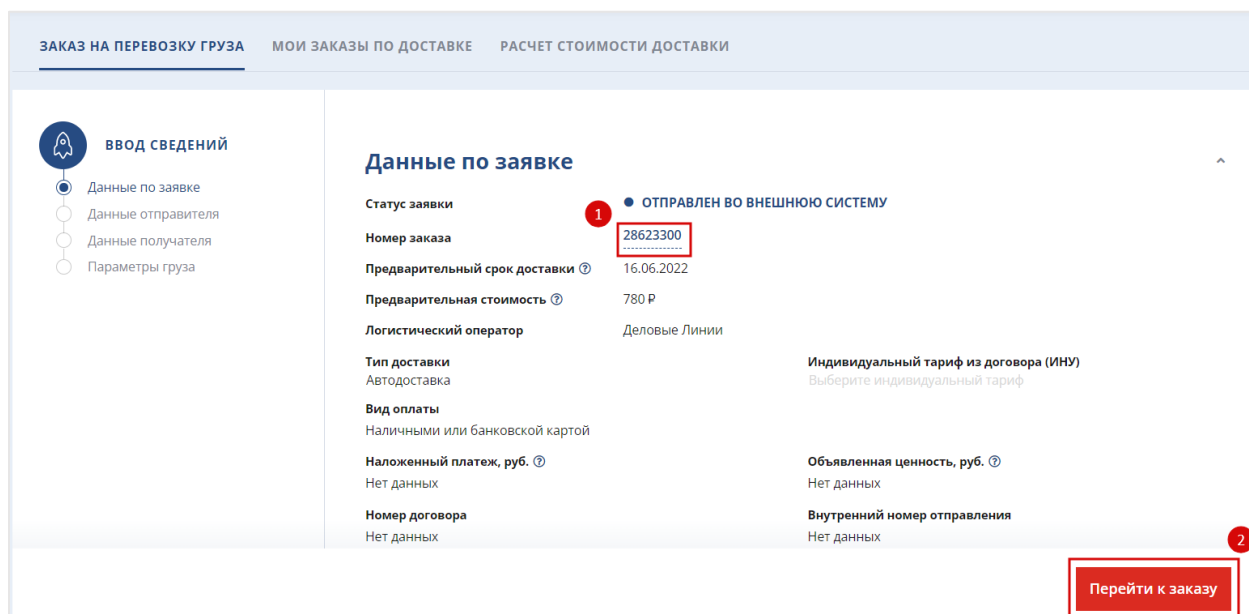 ЗАКАЗ НА ПЕРЕВОЗКУ ГРУЗА МОИ ЗАКАЗЫ ПО ДОСТАВКЕ РАСЧЕТ СТОИМОСТИ ДОСТАВКИ
ВВОД СВЕДЕНИЙ
Данные по заявке
Данные отправителя
Данные получателя
Параметры груза
Данные по заявке
Статус заявки ОТПРАВЛЕН ВО ВНЕШНЮЮ СИСТЕМУ
1
Номер заказа 28623300
Предварительный срок доставки ? 16.06.2022
Предварительная стоимость ? 780 ₽
Логистический оператор Деловые Линии
Тип доставки Индивидуальный тариф из договора (ИНУ)
Автодоставка Выберите индивидуальный тариф
Вид оплаты
Наличными или банковской картой
Наложенный платеж, руб. ? Объявленная ценность, руб. ?
Нет данных Нет данных
Номер договора Внутренний номер отправления
Нет данных Нет данных
2
Перейти к заказу